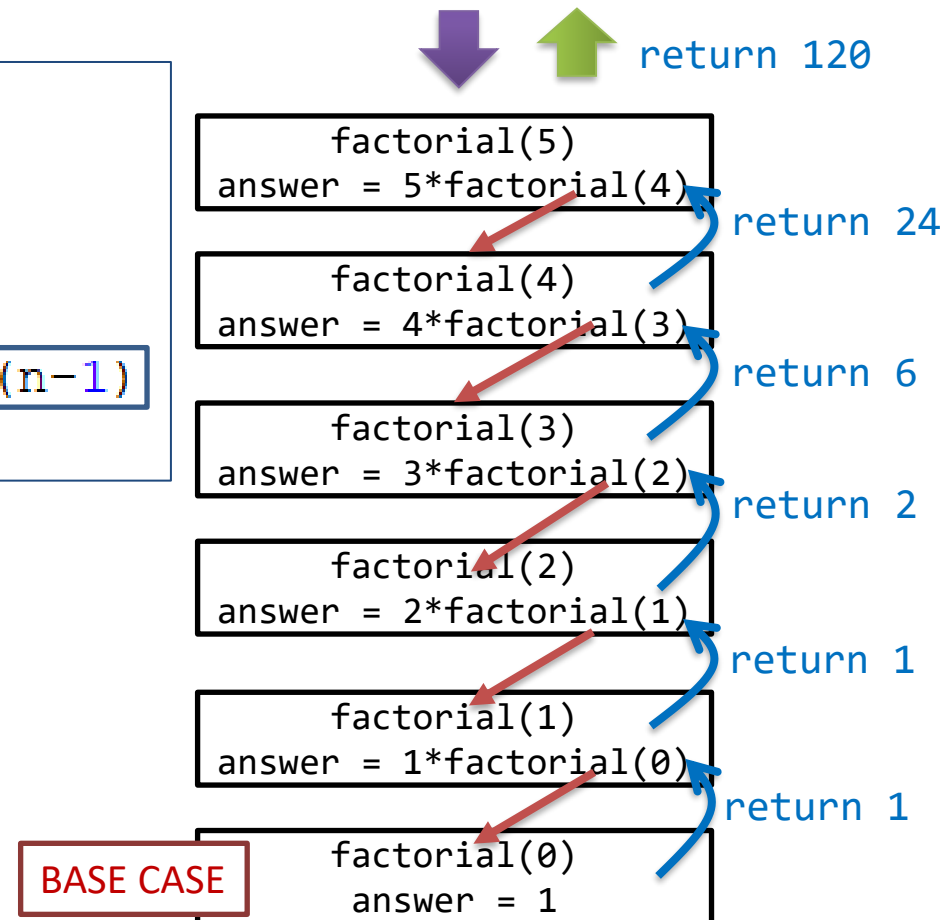 return 120
factorial(5)
answer = 5*factorial(4)
return 24
factorial(4)
answer = 4*factorial(3)
return 6
(n-1)
factorial(3)
answer = 3*factorial(2)
return 2
factorial(2)
answer = 2*factorial(1)
return 1
factorial(1)
answer = 1*factorial(0)
return 1
BASE CASE
factorial(0)
answer = 1